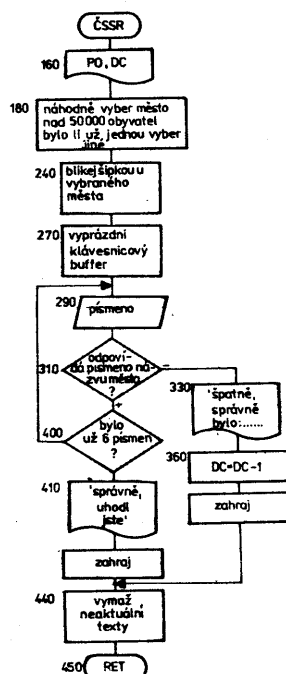 ČSSR
160
PO, DC
180
náhodně vyber město
nad 50000 obyvatel
bylo li už, jednou vyber
jiné
240
blikej šipkou u
vybraného
města
270
vyprázdni
klávesnicový
buffer
290
písmeno
310
odpoví-
dá písmeno ná-
zvu města
?
-
+
330
'špatně,
správně
bylo:......
400
bylo
už 6 písmen
?
360
DC=DC-1
410
'správně,
uhodl
jste'
zahraj
zahraj
440
vymaž
neaktuální
texty
450
RET